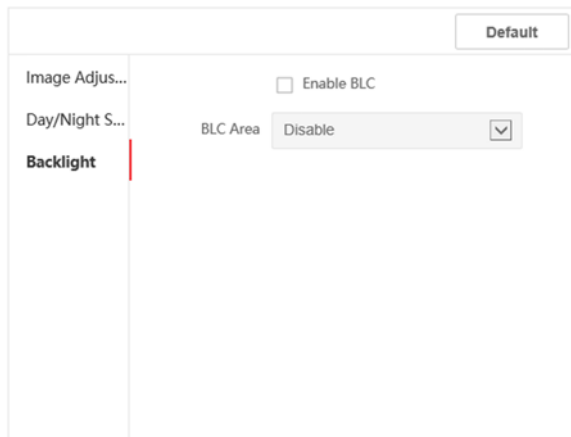 Default
Image Adjus...
Day/Night S...
Backlight
Enable BLC
BLC Area Disable